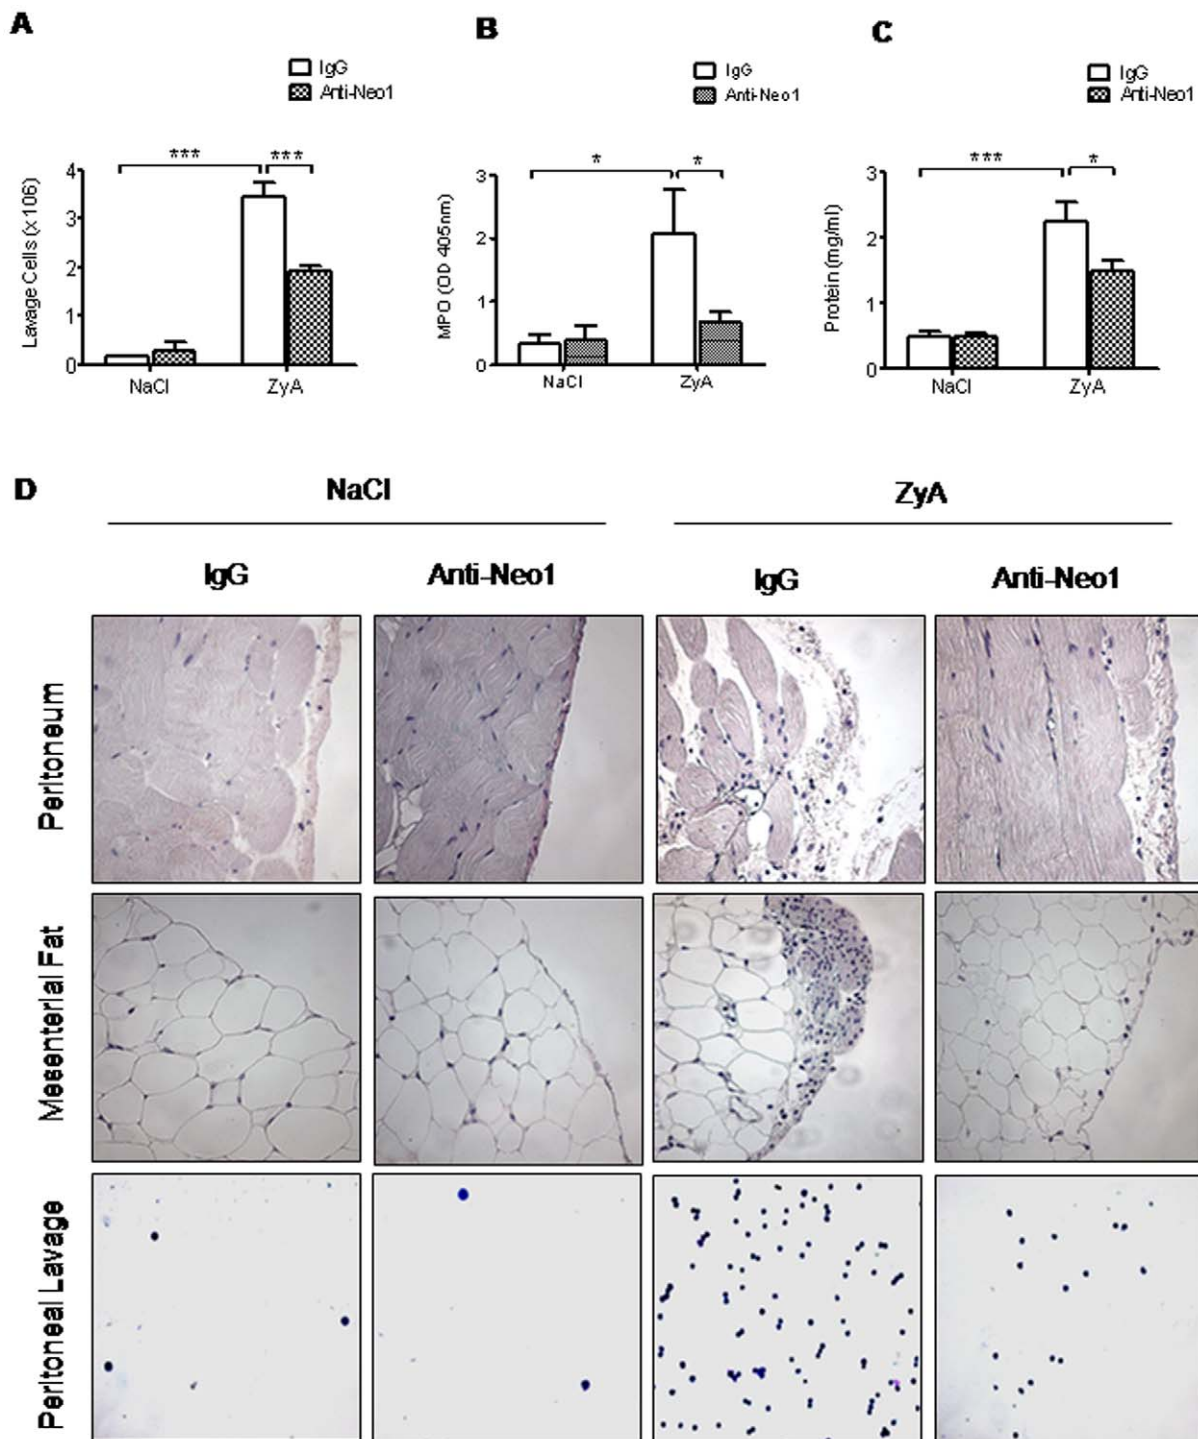 A
B
C
IgG
Anti-Neo1
IgG
Anti-Neo1
IgG
Anti-Neo1
***
***
*
*
***
*
Lavage Cells (x106)
4
3
2
1
0
NaCl
ZyA
MPO (OD 405nm)
3
2
1
0
NaCl
ZyA
Protein (mg/ml)
3
2
1
0
NaCl
ZyA
D
NaCl
ZyA
IgG
Anti-Neo1
IgG
Anti-Neo1
Peritoneum
Mesenterial Fat
Peritoneal Lavage